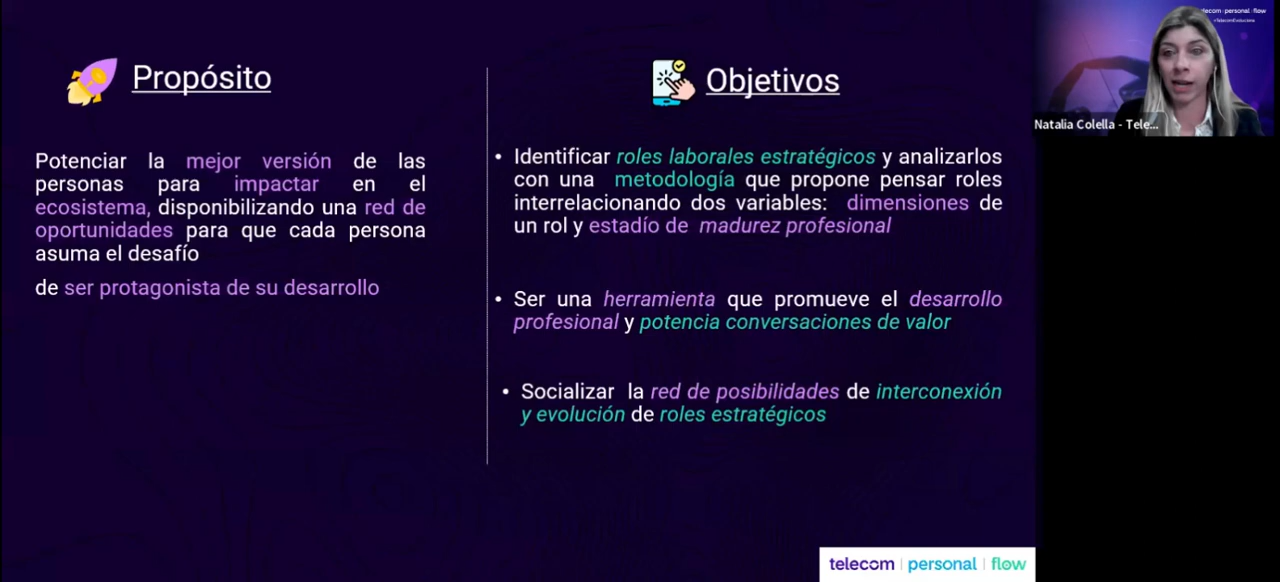 Propósito
Potenciar la mejor versión de las
personas para impactar en el
ecosistema, disponibilizando una red de
oportunidades para que cada persona
asuma el desafío
de ser protagonista de su desarrollo
Objetivos
• Identificar roles laborales estratégicos y analizarlos
con una metodología que propone pensar roles
interrelacionando dos variables: dimensiones de
un rol y estadío de madurez profesional
• Ser una herramienta que promueve el desarrollo
profesional y potencia conversaciones de valor
• Socializar la red de posibilidades de interconexión
y evolución de roles estratégicos
telecom | personal | flow
telecom personal flow
Natalia Colella - Tele...